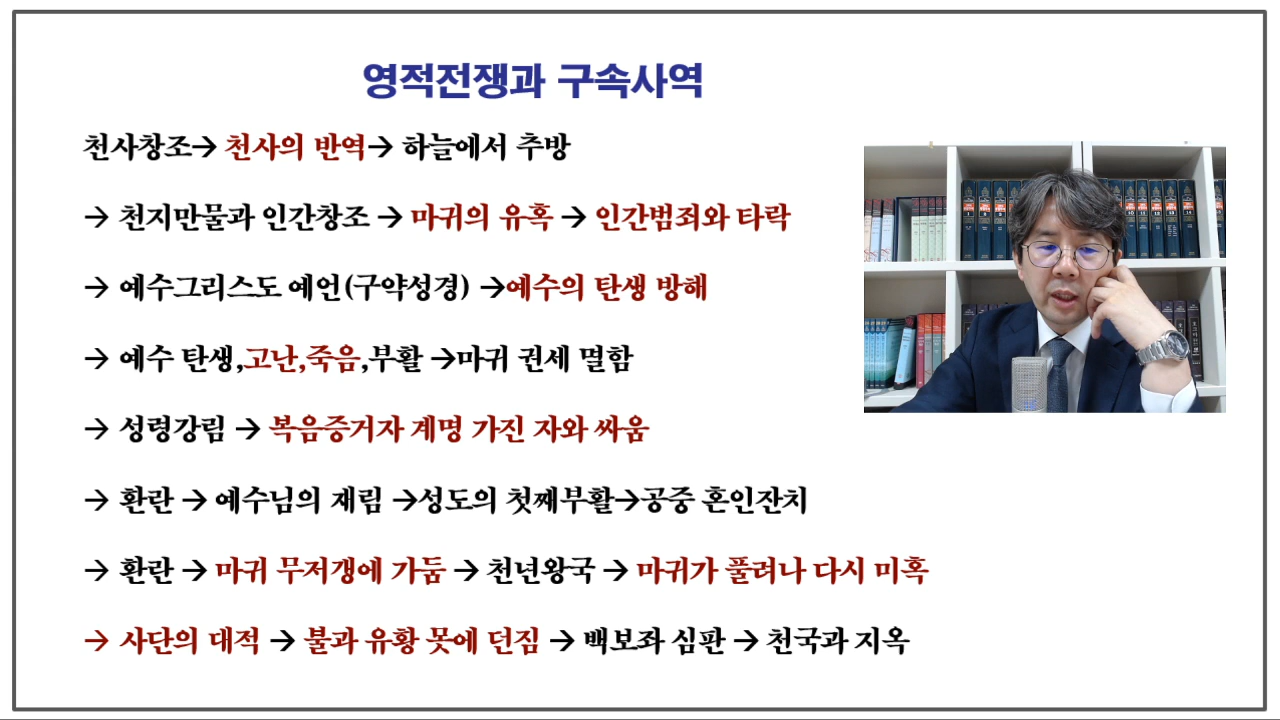 영적전쟁과 구속사역
천사창조→ 천사의 반역→ 하늘에서 추방
→ 천지만물과 인간창조 → 마귀의 유혹 → 인간범죄와 타락
→ 예수그리스도 예언(구약성경) →예수의 탄생 방해
→ 예수 탄생,고난,죽음,부활 →마귀 권세 멸함
→ 성령강림 → 복음증거자 계명 가진 자와 싸움
→ 환란 → 예수님의 재림 →성도의 첫째부활→공중 혼인잔치
→ 환란 → 마귀 무저갱에 가둠 → 천년왕국 → 마귀가 풀려나 다시 미혹
→ 사단의 대적 → 불과 유황 못에 던짐 → 백보좌 심판 → 천국과 지옥